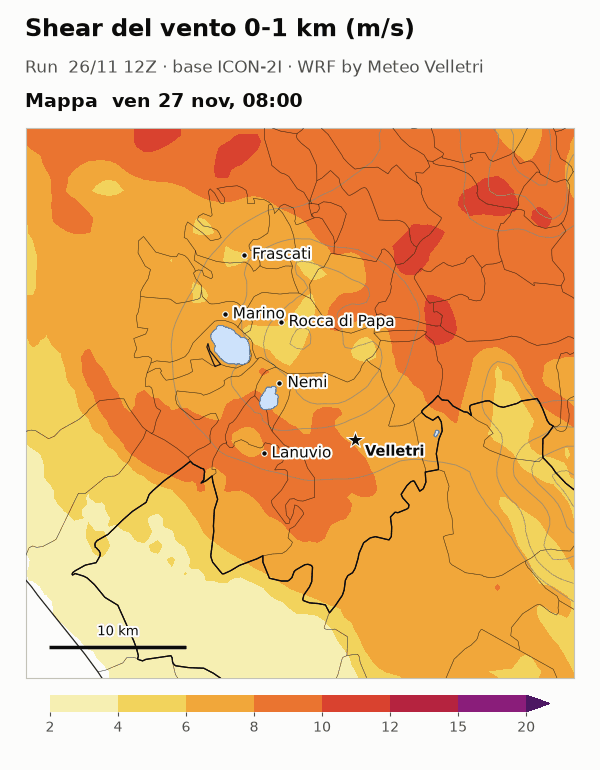 Shear del vento 0-1 km (m/s)
Run  26/11 12Z · base ICON-2I · WRF by Meteo Velletri
Mappa  ven 27 nov, 08:00
Frascati
Marino
Rocca di Papa
Nemi
Velletri
Lanuvio
10 km
2 4 6 8 10 12 15 20